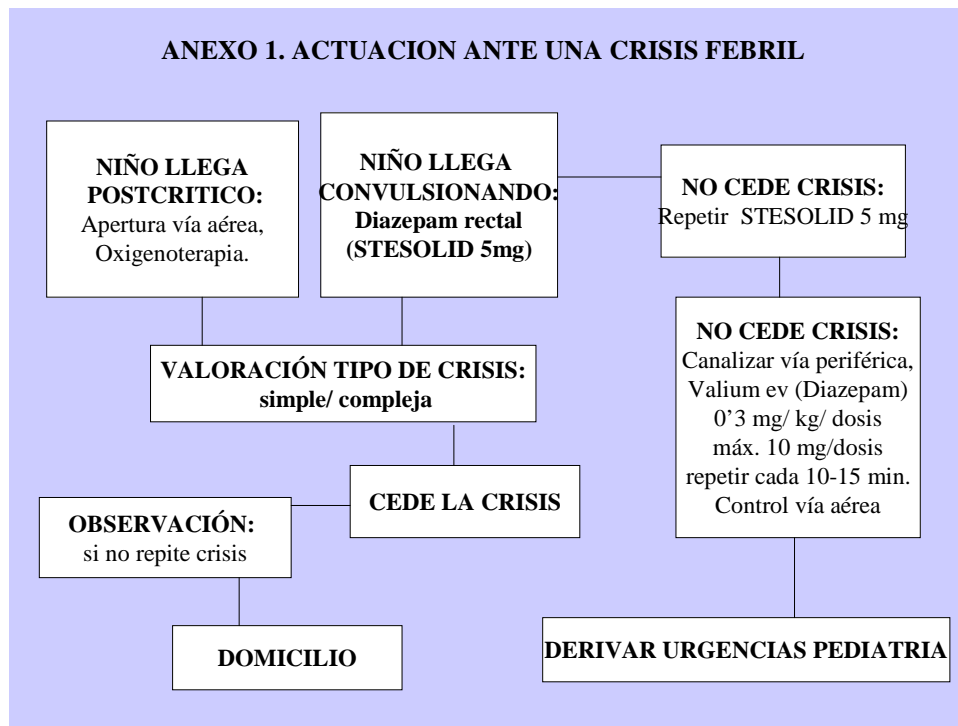 ANEXO 1. ACTUACION ANTE UNA CRISIS FEBRIL
NIÑO LLEGA
POSTCRITICO:
Apertura vía aérea,
Oxigenoterapia.
NIÑO LLEGA
CONVULSIONANDO:
Diazepam rectal
(STESOLID 5mg)
NO CEDE CRISIS:
Repetir STESOLID 5 mg
NO CEDE CRISIS:
Canalizar vía periférica,
Valium ev (Diazepam)
0’3 mg/ kg/ dosis
máx. 10 mg/dosis
repetir cada 10-15 min.
Control vía aérea
VALORACIÓN TIPO DE CRISIS:
simple/ compleja
CEDE LA CRISIS
OBSERVACIÓN:
si no repite crisis
DOMICILIO
DERIVAR URGENCIAS PEDIATRIA